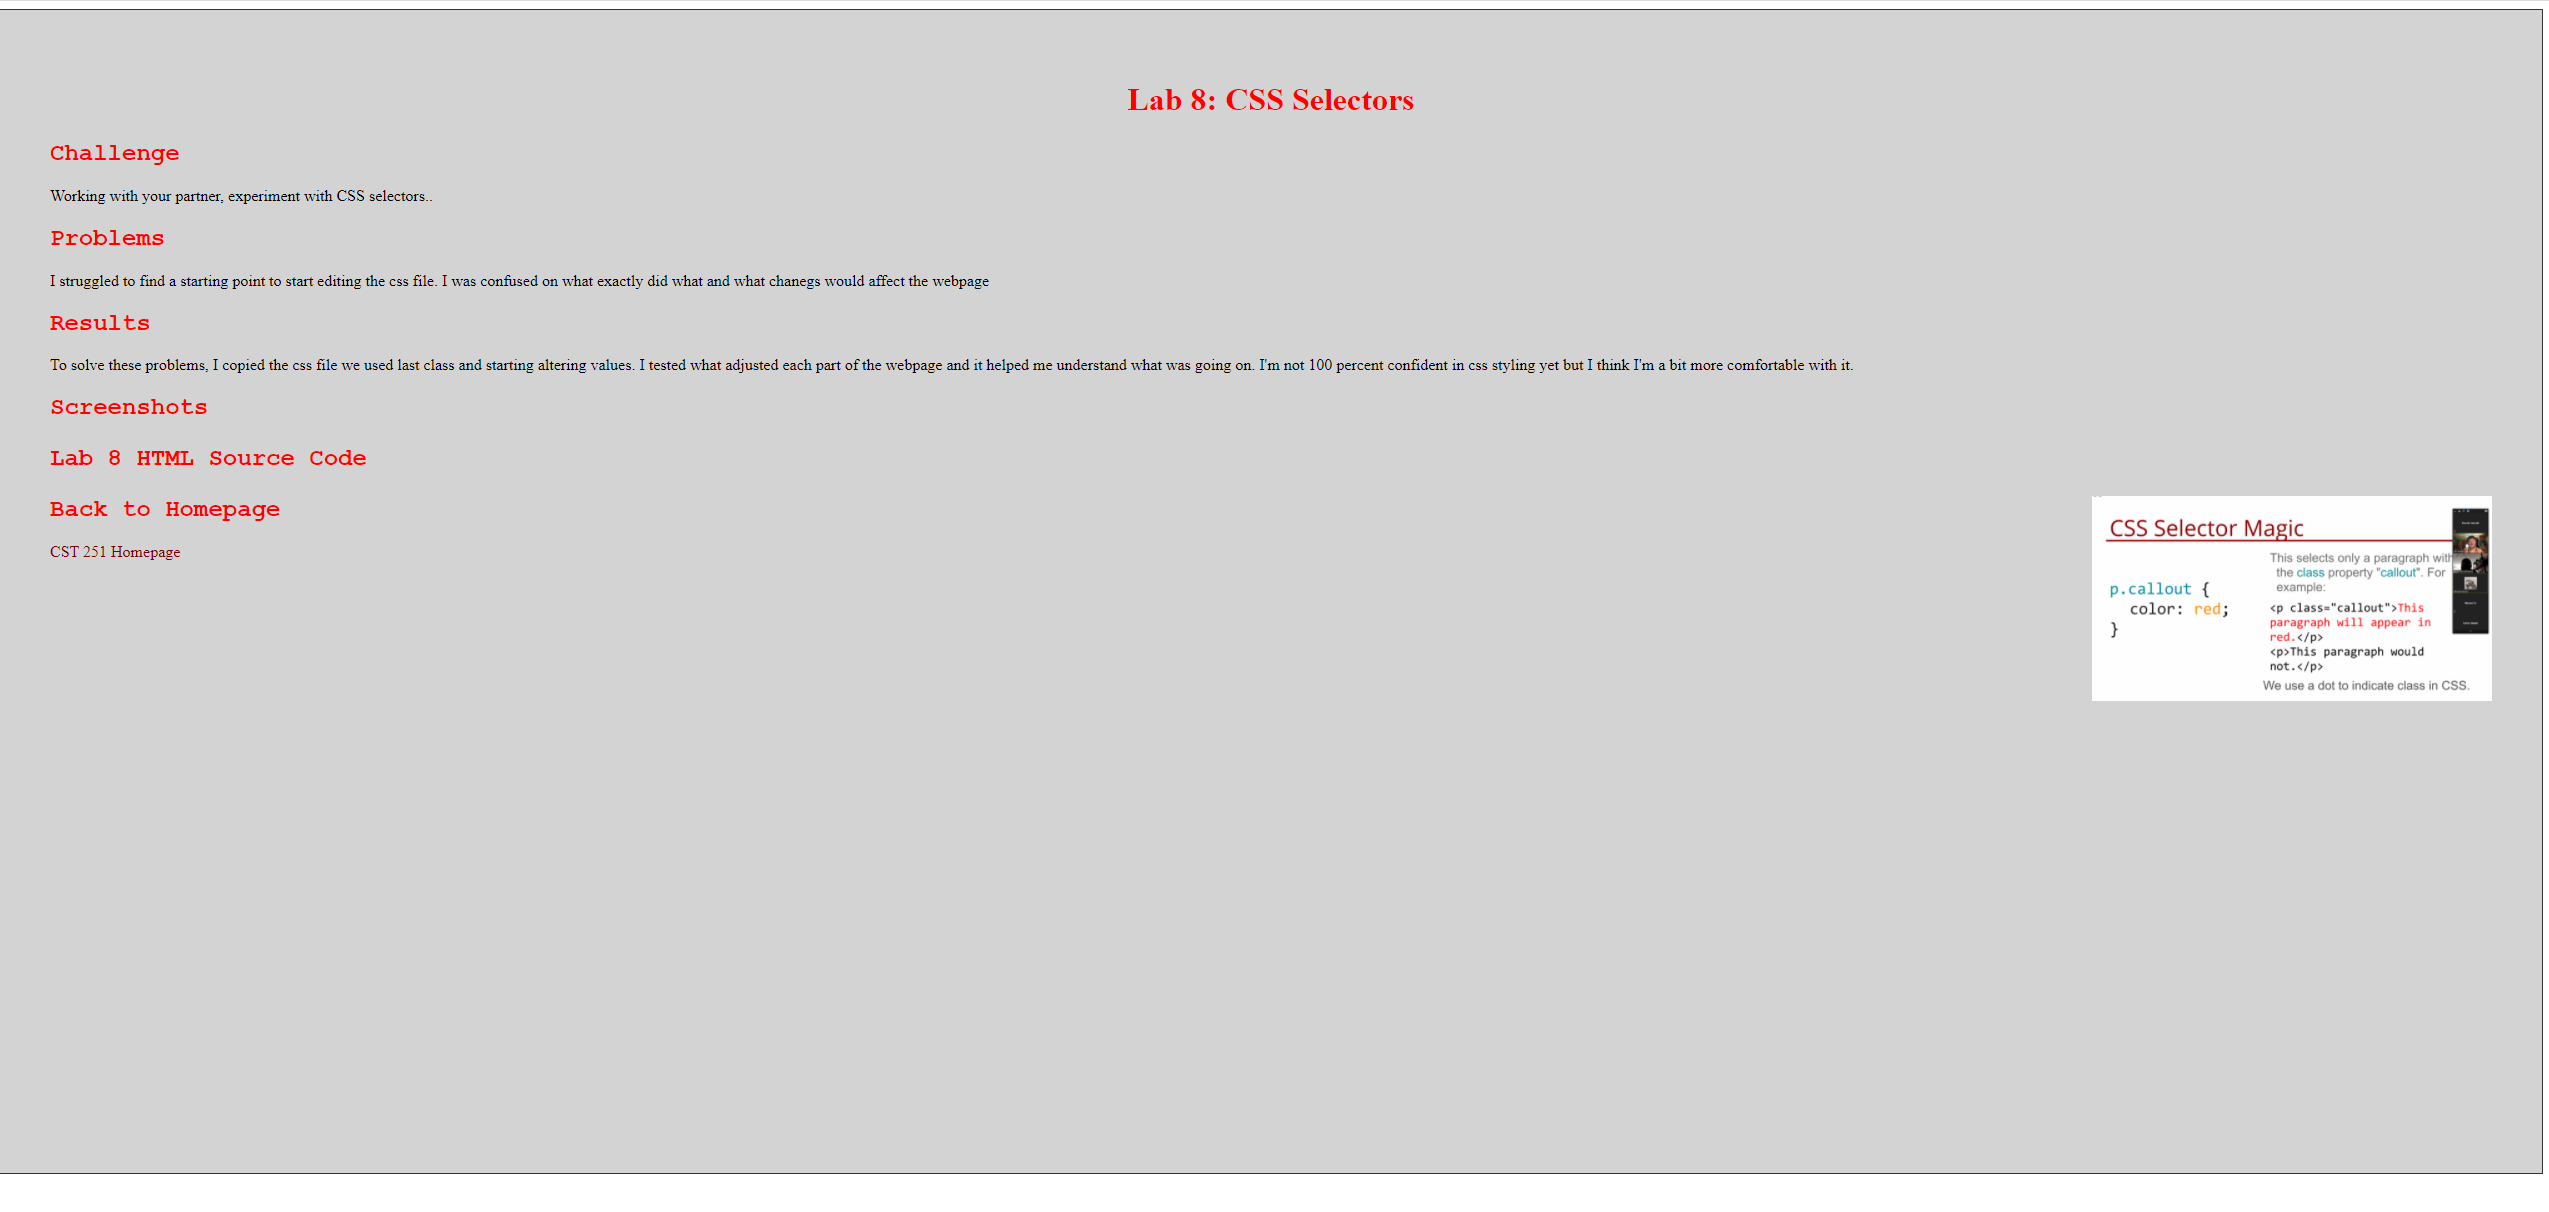 Lab 8: CSS Selectors
Challenge
Working with your partner, experiment with CSS selectors..
Problems
I struggled to find a starting point to start editing the css file. I was confused on what exactly did what and what chanegs would affect the webpage
Results
To solve these problems, I copied the css file we used last class and starting altering values. I tested what adjusted each part of the webpage and it helped me understand what was going on. I'm not 100 percent confident in css styling yet but I think I'm a bit more comfortable with it.
Screenshots
Lab 8 HTML Source Code
Back to Homepage
CST 251 Homepage
CSS Selector Magic
p.callout {
color: red;
}
This selects only a paragraph with
the class property "callout". For
example:
<p class="callout">This
paragraph will appear in
red.</p>
<p>This paragraph would
not.</p>
We use a dot to indicate class in CSS.